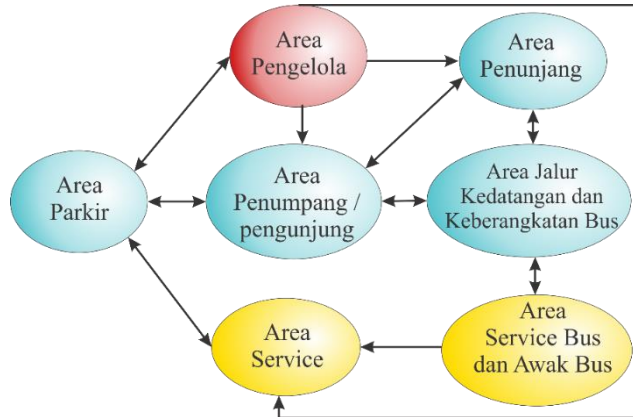 Area
Pengelola
Area
Penunjang
Area
Parkir
Area
Penumpang /
pengunjung
Area Jalur
Kedatangan dan
Keberangkatan Bus
Area
Service
Area
Service Bus
dan Awak Bus